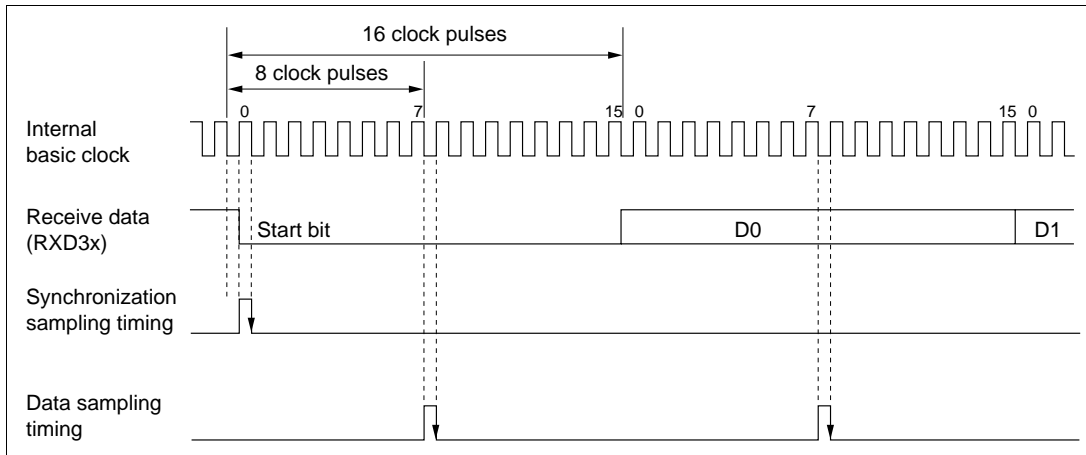 16 clock pulses
8 clock pulses
0 7 15 0 7 15 0
Internal
basic clock
Receive data
(RXD3x)
Start bit D0 D1
Synchronization
sampling timing
Data sampling
timing